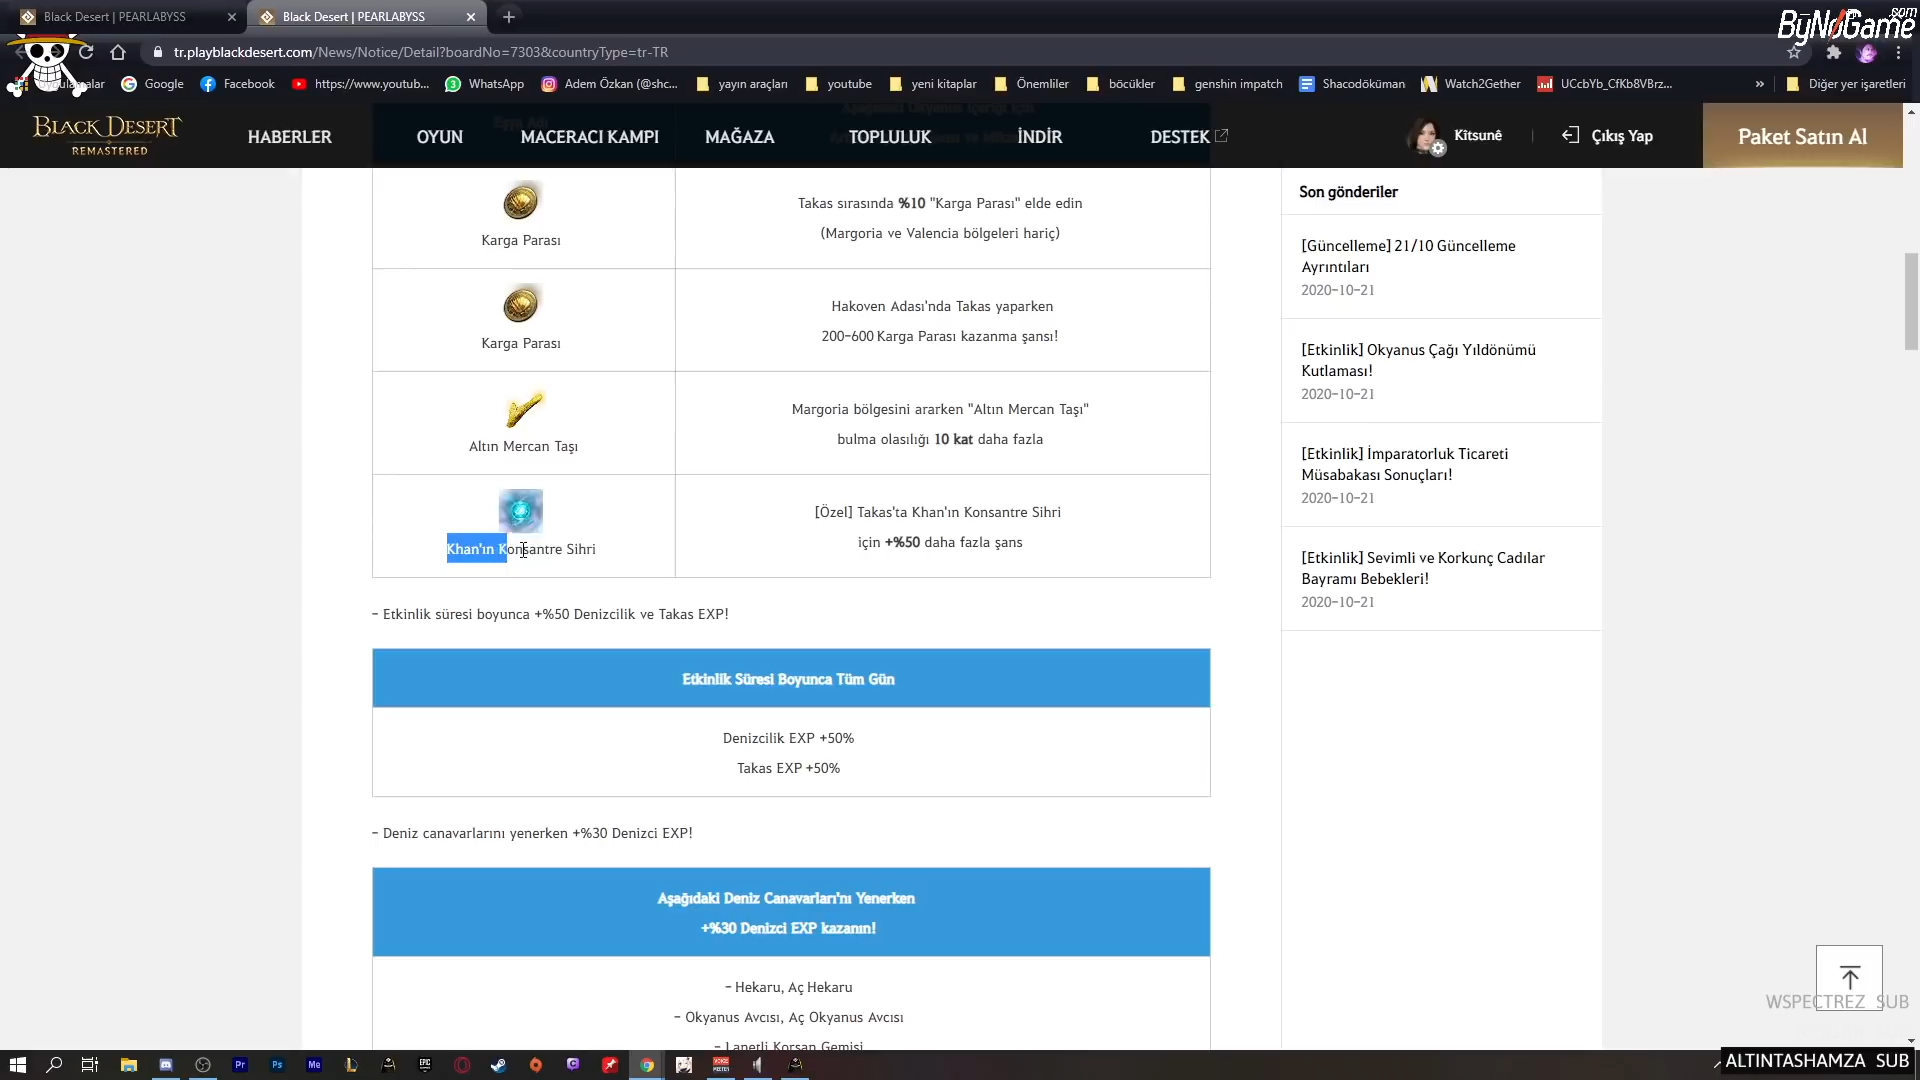 Black Desert | PEARLABYSS
Black Desert | PEARLABYSS
ByNoGame.com
tr.playblackdesert.com/News/Notice/Detail?boardNo=7303&countryType=tr-TR
Google
Facebook
https://www.youtub...
WhatsApp
Adem Özkan (@shc...
yayın araçları
youtube
yeni kitaplar
Önemliler
böcükler
genshin impatch
Shacodöküman
Watch2Gether
UCcbYb_CfKb8VBrz...
»
Diğer yer işaretleri
BLACK DESERT
REMASTERED
HABERLER
OYUN
MACERACI KAMPI
MAĞAZA
TOPLULUK
İNDİR
DESTEK
Kitsunê
Çıkış Yap
Paket Satın Al
Karga Parası
Takas sırasında %10 "Karga Parası" elde edin
(Margoria ve Valencia bölgeleri hariç)
Karga Parası
Hakoven Adası'nda Takas yaparken
200-600 Karga Parası kazanma şansı!
Altın Mercan Taşı
Margoria bölgesini ararken "Altın Mercan Taşı"
bulma olasılığı 10 kat daha fazla
Khan'ın Konsantre Sihri
[Özel] Takas'ta Khan'ın Konsantre Sihri
için +%50 daha fazla şans
- Etkinlik süresi boyunca +%50 Denizcilik ve Takas EXP!
Etkinlik Süresi Boyunca Tüm Gün
Denizcilik EXP +50%
Takas EXP +50%
- Deniz canavarlarını yenerken +%30 Denizci EXP!
Aşağıdaki Deniz Canavarları'nı Yenerken
+%30 Denizci EXP kazanın!
- Hekaru, Aç Hekaru
- Okyanus Avcısı, Aç Okyanus Avcısı
- Lanetli Korsan Gemisi
Son gönderiler
[Güncelleme] 21/10 Güncelleme
Ayrıntıları
2020-10-21
[Etkinlik] Okyanus Çağı Yıldönümü
Kutlaması!
2020-10-21
[Etkinlik] İmparatorluk Ticareti
Müsabakası Sonuçları!
2020-10-21
[Etkinlik] Sevimli ve Korkunç Cadılar
Bayramı Bebekleri!
2020-10-21
WSPECTREZ SUB
Pr
Ps
Me
EPIC
ALTINTASHAMZA SUB